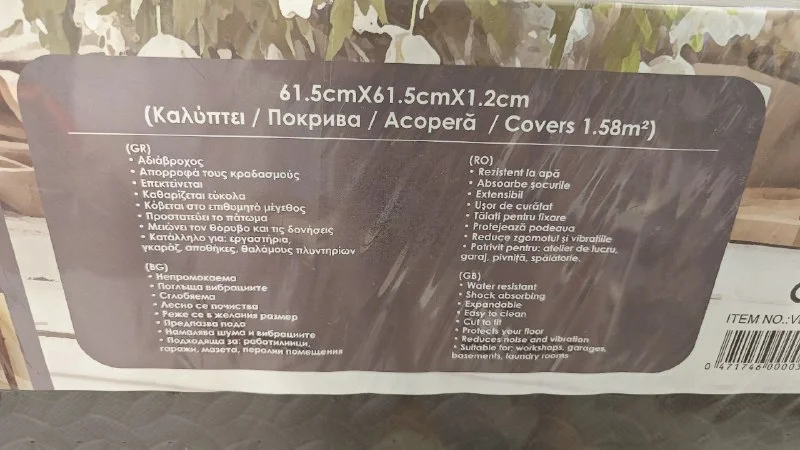 61.5cmX61.5cmX1.2cm
(Καλύπτει / Покрива / Acoperă / Covers 1.58m²)
(GR)
• Αδιάβροχος
• Απορροφά τους κραδασμούς
• Επεκτείνεται
• Καθαρίζεται εύκολα
• Κόβεται στο επιθυμητό μέγεθος
• Προστατεύει το πάτωμα
• Μειώνει τον θόρυβο και τις δονήσεις
• Κατάλληλο για: εργαστήρια,
γκαράζ, αποθήκες, θαλάμους πλυντηρίων
(BG)
• Непромокаема
• Поглъща вибрациите
• Сглобяема
• Лесно се почиства
• Реже се в желания размер
• Предпазва пода
• Намалява шума и вибрациите
• Подходяща за: работилници,
гаражи, мазета, перални помещения
(RO)
• Rezistent la apă
• Absoarbe șocurile
• Extensibil
• Ușor de curățat
• Tăiați pentru fixare
• Protejează podeaua
• Reduce zgomotul și vibrațiile
• Potrivit pentru: atelier de lucru,
garaj, pivniță, spălătorie.
(GB)
• Water resistant
• Shock absorbing
• Expandable
• Easy to clean
• Cut to fit
• Protects your floor
• Reduces noise and vibration
• Suitable for: workshops, garages,
basements, laundry rooms
ITEM NO.:
0 471746 00003